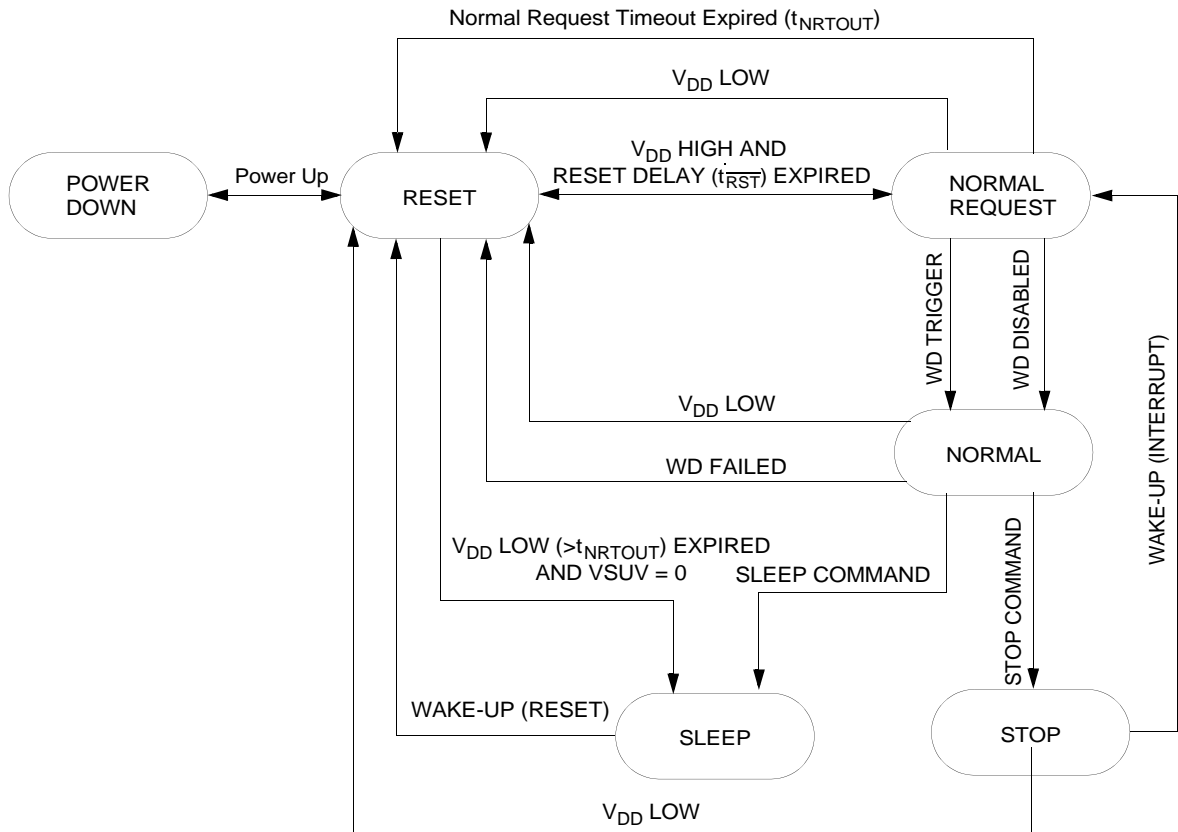 Normal Request Timeout Expired (tNRTOUT)
VDD LOW
VDD HIGH AND
RESET DELAY (tRST) EXPIRED
POWER
DOWN
Power Up
RESET
NORMAL
REQUEST
WD TRIGGER
WD DISABLED
WAKE-UP (INTERRUPT)
VDD LOW
NORMAL
WD FAILED
VDD LOW (>tNRTOUT) EXPIRED
AND VSUV = 0
SLEEP COMMAND
STOP COMMAND
WAKE-UP (RESET)
SLEEP
STOP
VDD LOW